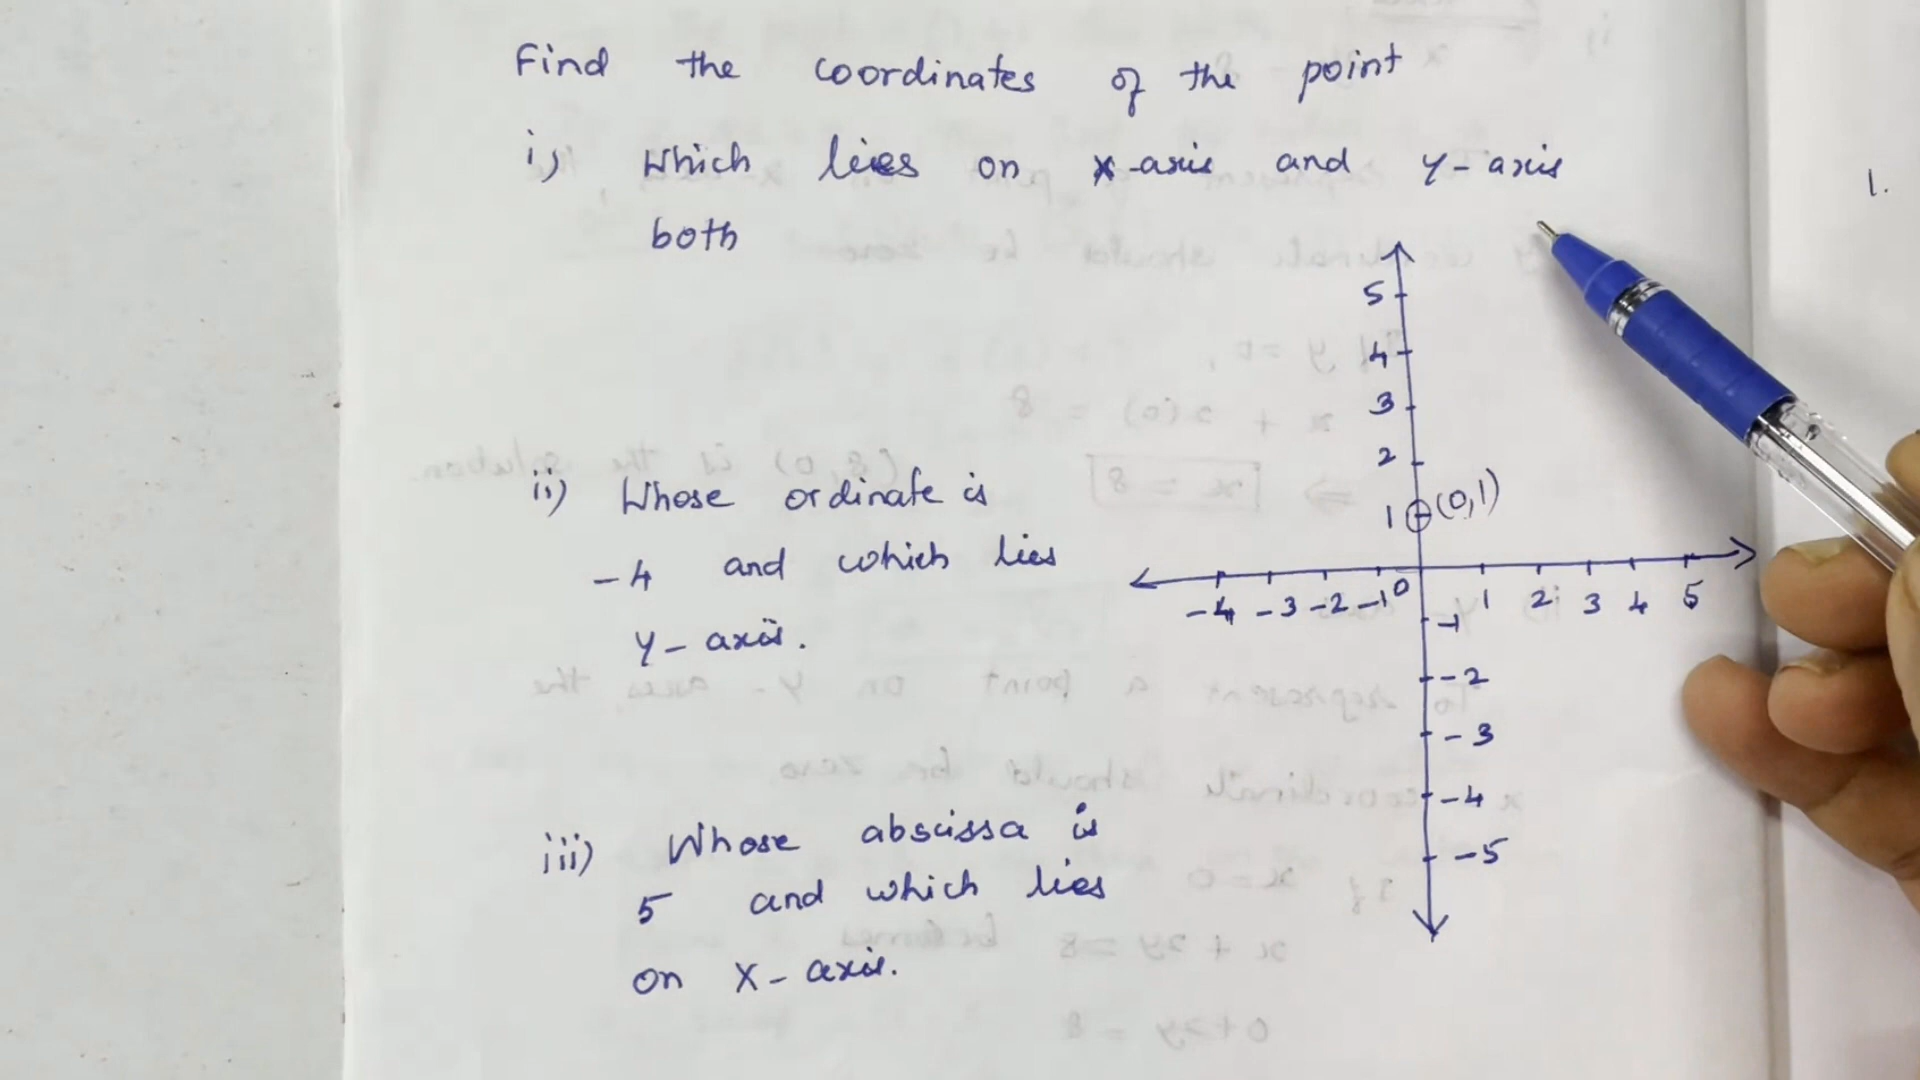 Find the coordinates of the point
i) Which lies on x-axis and y-axis
both
1.
5
4
3
2
1 (0,1)
ii) Whose ordinate is
-4 and which lies
y-axis.
-4 -3 -2 -1 0 1 2 3 4 5
-1
-2
-3
-4
-5
iii) Whose abscissa is
5 and which lies
on x-axis.